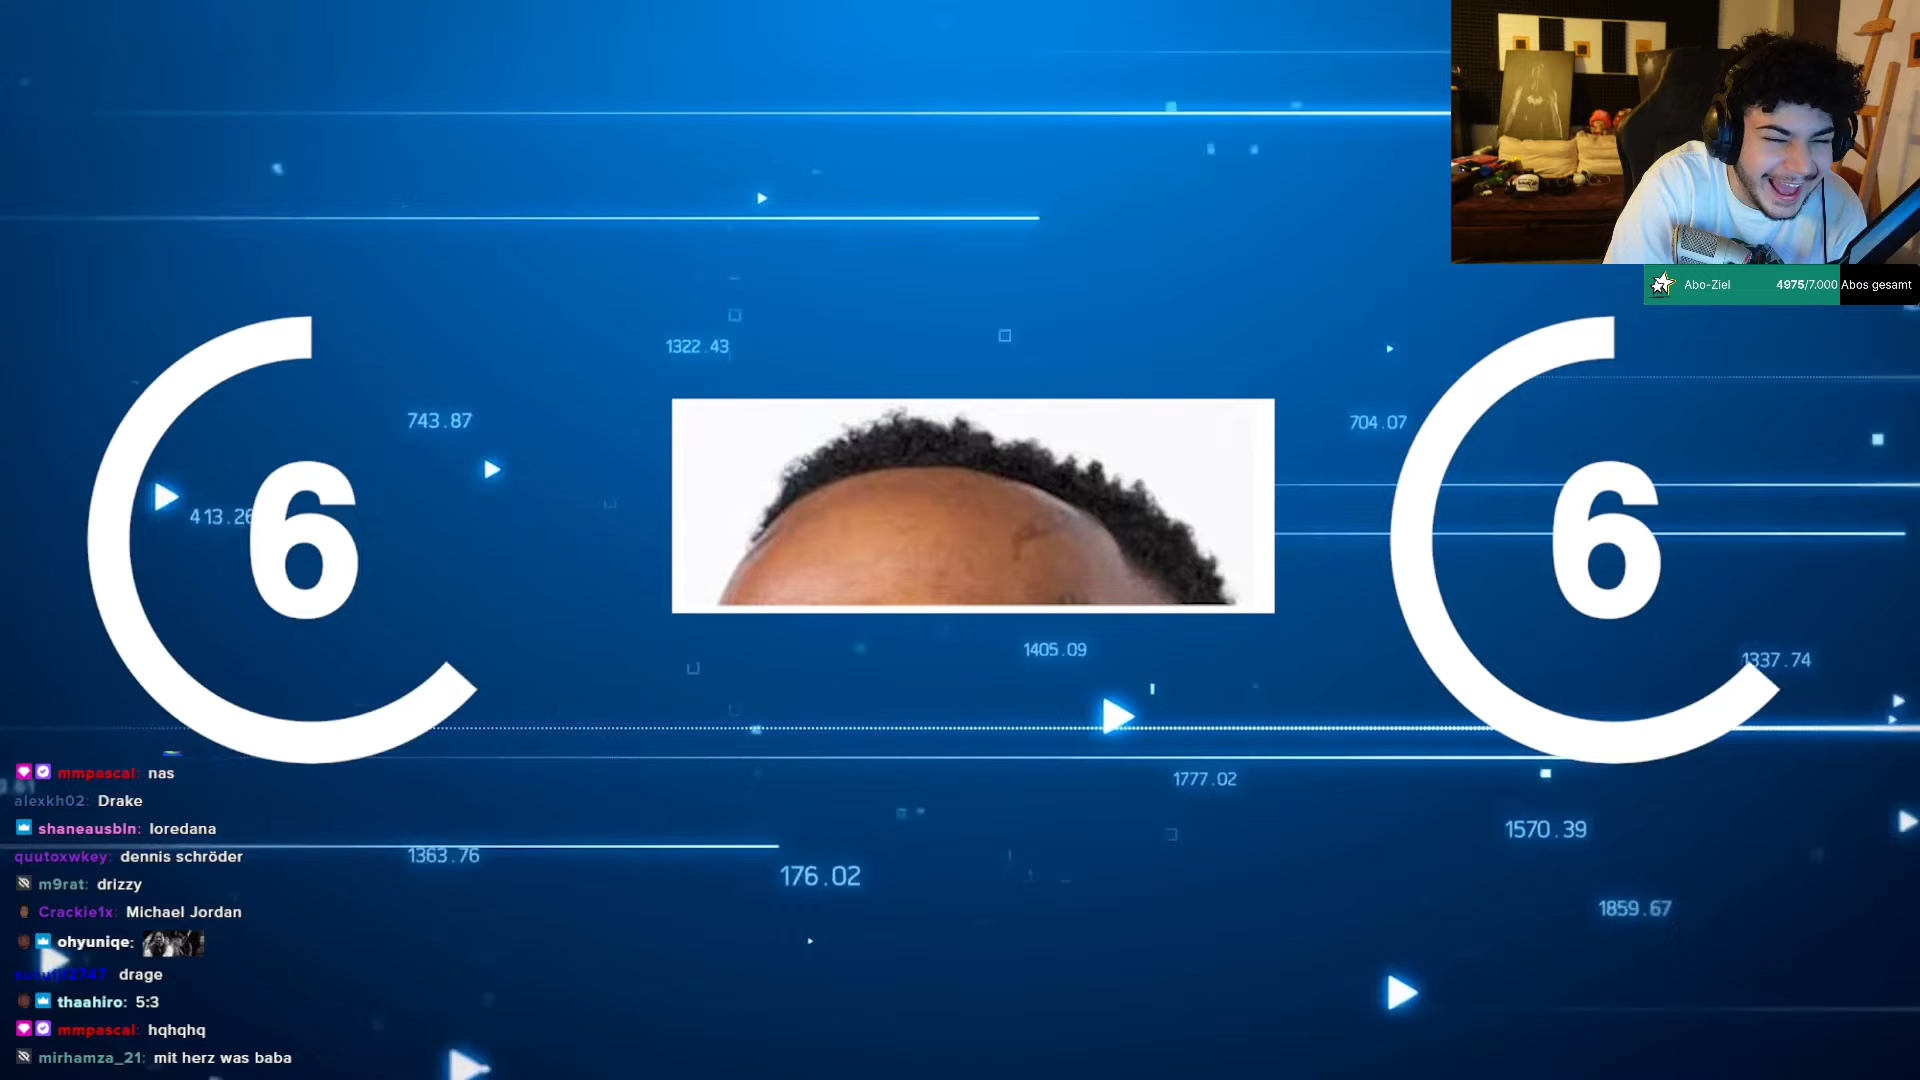 Abo-Ziel 4975/7.000 Abos gesamt
1322.43
743.87
704.07
413.26
6
6
1405.09
1337.74
1777.02
1570.39
1363.76
176.02
1859.67
mmpascal: nas
alexkh02: Drake
shaneausbln: loredana
quutoxwkey: dennis schröder
m9rat: drizzy
Crackie1x: Michael Jordan
ohyuniqe:
drage
thaahiro: 5:3
mmpascal: hqhqhq
mirhamza_21: mit herz was baba